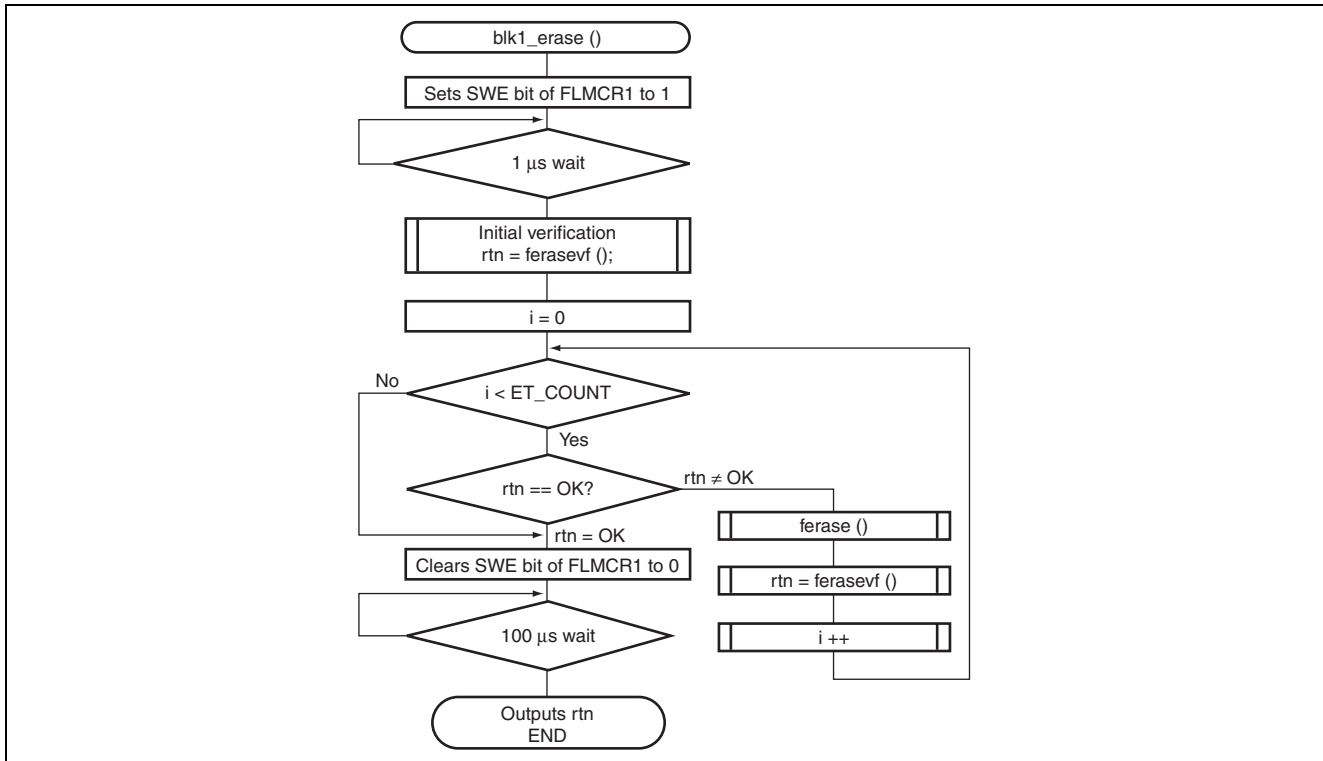 blk1_erase ()
Sets SWE bit of FLMCR1 to 1
1 μs wait
Initial verification
rtn = ferasevf ();
i = 0
No
i < ET_COUNT
Yes
rtn == OK?
rtn ≠ OK
ferase ()
rtn = OK
Clears SWE bit of FLMCR1 to 0
rtn = ferasevf ()
100 μs wait
i ++
Outputs rtn
END